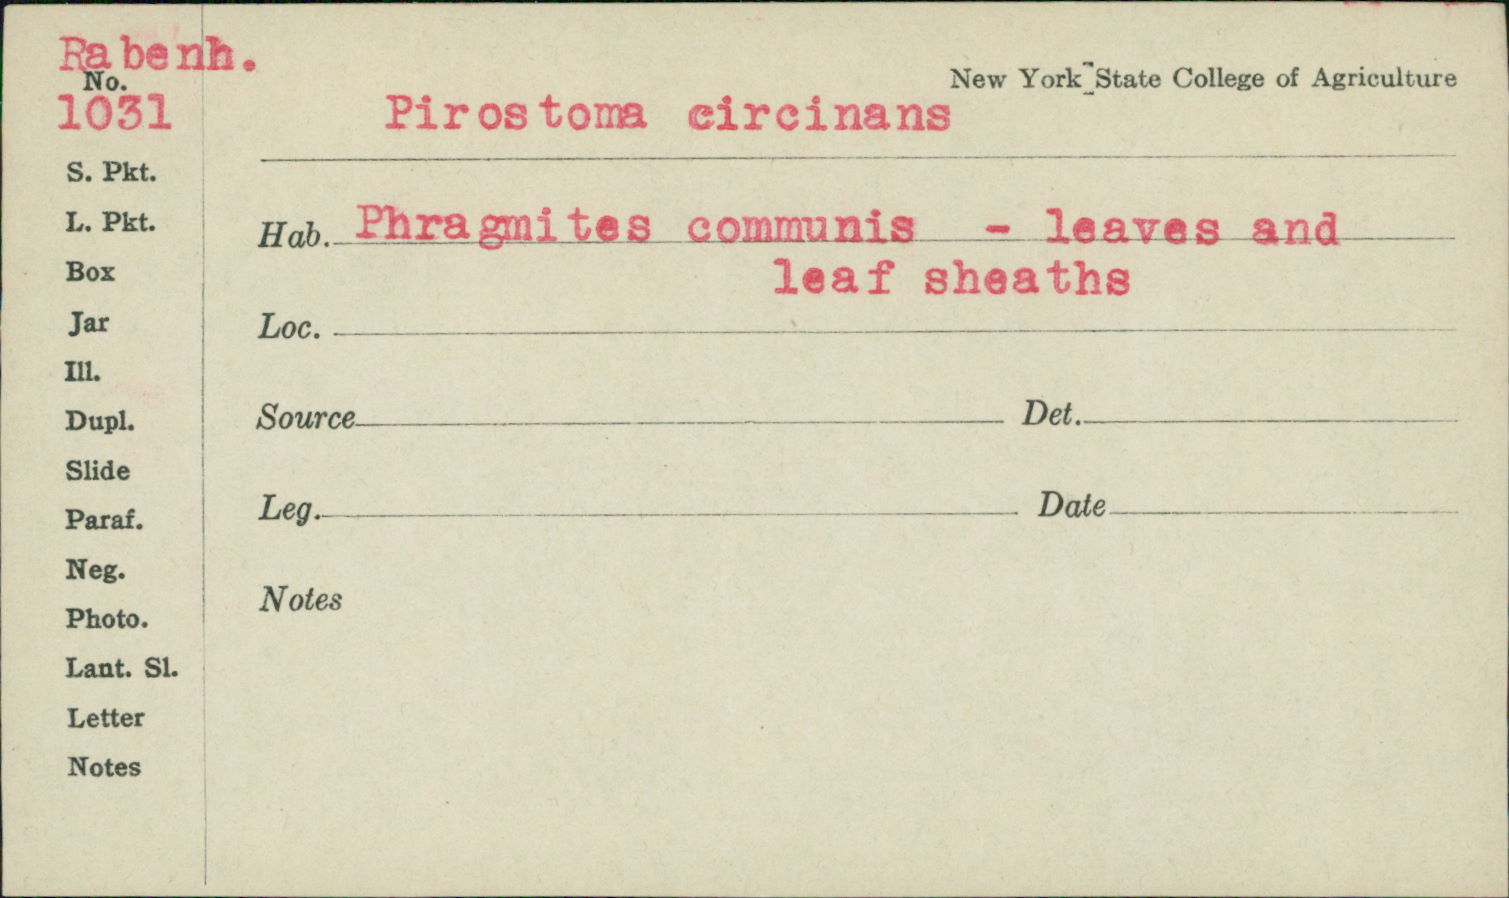 Rabenh.
No.
1031
New York State College of Agriculture
Pirostoma circinans
S. Pkt.
L. Pkt.
Box
Jar
Ill.
Dupl.
Slide
Paraf.
Neg.
Photo.
Lant. Sl.
Letter
Notes
Hab. Phragmites communis - leaves and
leaf sheaths
Loc.
Source Det.
Leg. Date
Notes